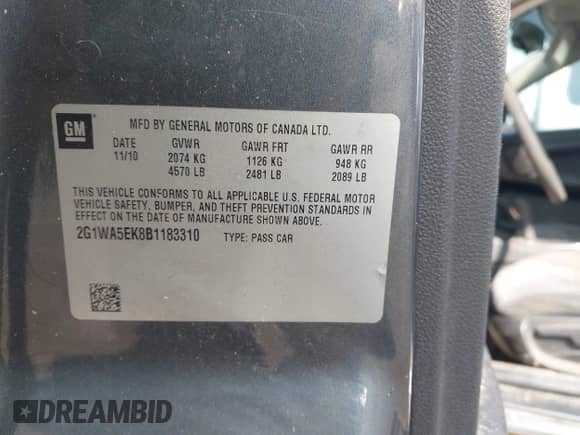 GM
MFD BY GENERAL MOTORS OF CANADA LTD.
DATE GVWR GAWR FRT GAWR RR
11/10 2074 KG 1126 KG 948 KG
4570 LB 2481 LB 2089 LB
THIS VEHICLE CONFORMS TO ALL APPLICABLE U.S. FEDERAL MOTOR
VEHICLE SAFETY, BUMPER, AND THEFT PREVENTION STANDARDS IN
EFFECT ON THE DATE OF MANUFACTURE SHOWN ABOVE.
2G1WA5EK8B1183310 TYPE: PASS CAR
DREAMBID